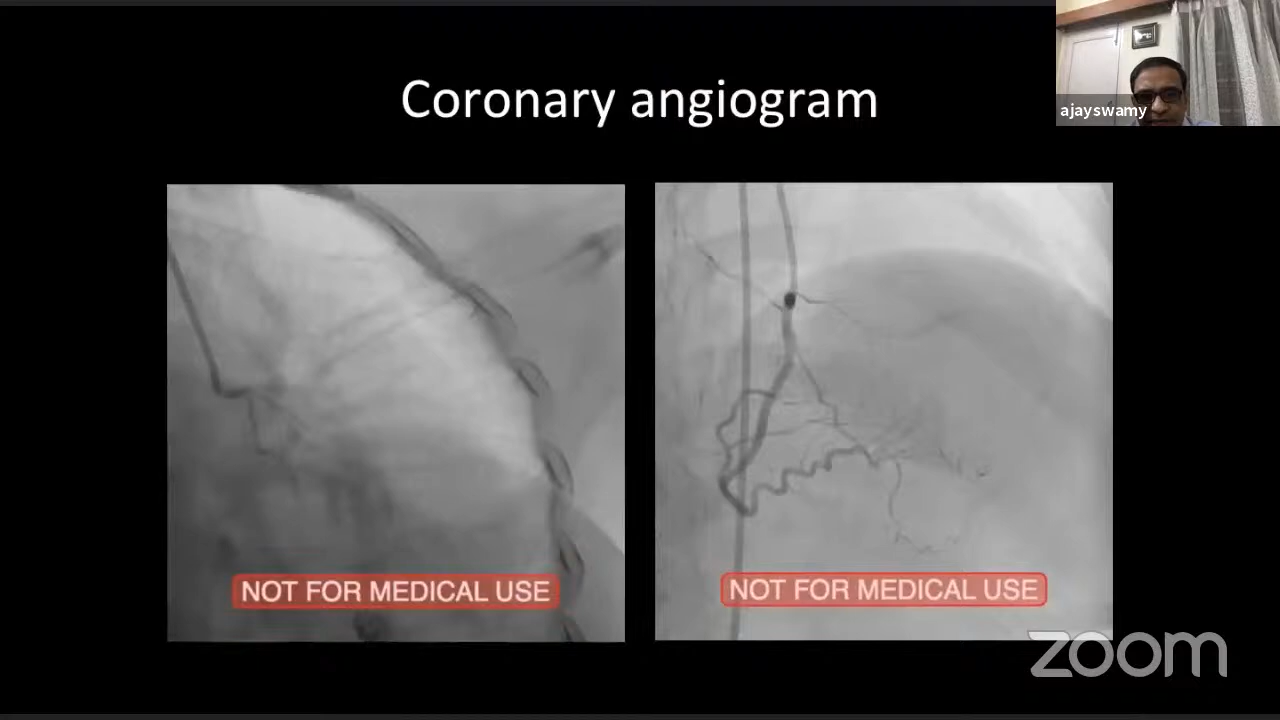 Coronary angiogram
ajayswamy
NOT FOR MEDICAL USE
NOT FOR MEDICAL USE
zoom